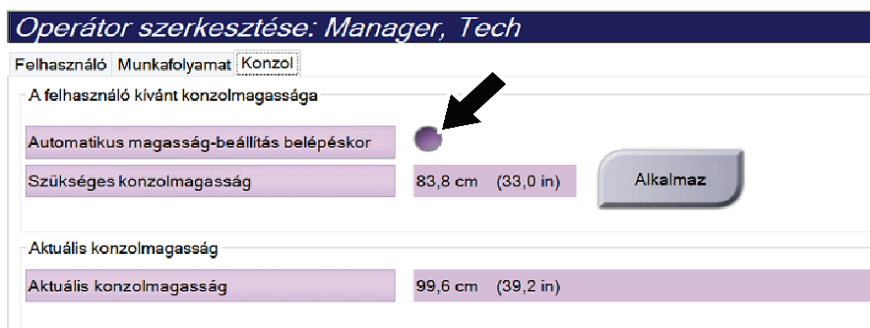 Operátor szerkesztése: Manager, Tech
Felhasználó Munkafolyamat Konzol
A felhasználó kívánt konzolmagassága
Automatikus magasság-beállítás belépéskor
Szükséges konzolmagasság 83,8 cm (33,0 in) Alkalmaz
Aktuális konzolmagasság
Aktuális konzolmagasság 99,6 cm (39,2 in)